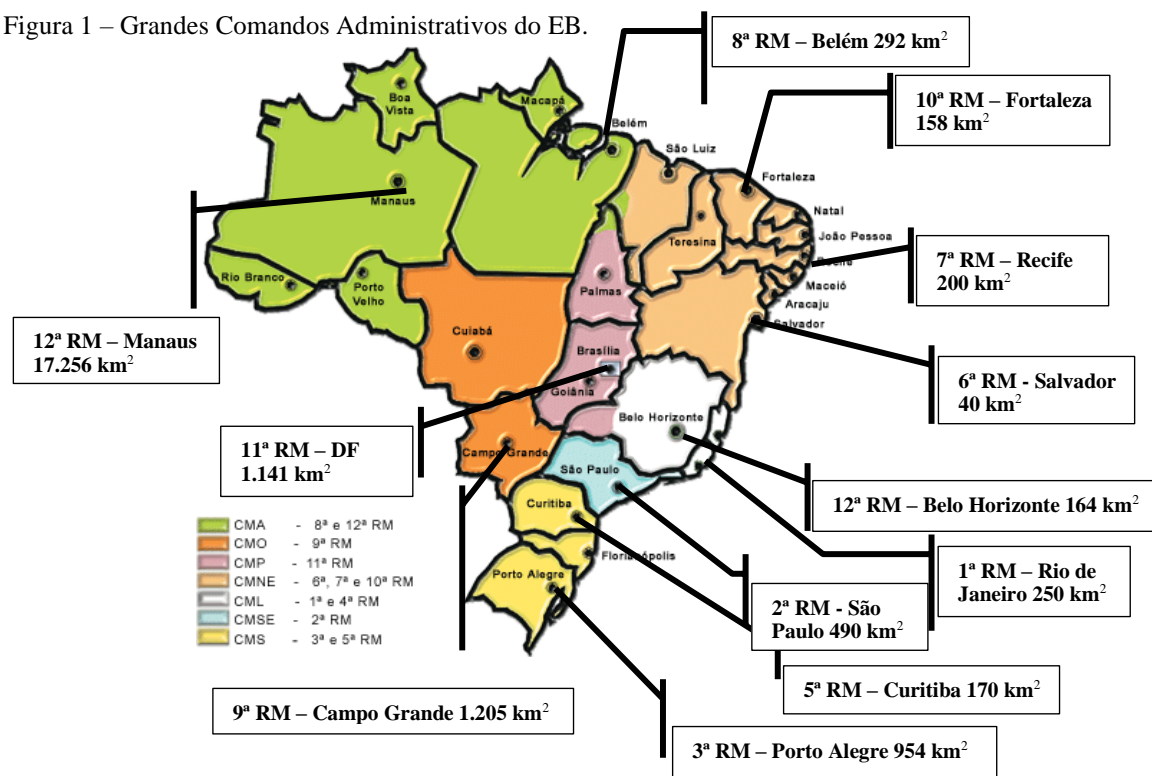 Figura 1 – Grandes Comandos Administrativos do EB.
8ª RM – Belém 292 km²
10ª RM – Fortaleza
158 km²
7ª RM – Recife
200 km²
6ª RM - Salvador
40 km²
12ª RM – Manaus
17.256 km²
11ª RM – DF
1.141 km²
12ª RM – Belo Horizonte 164 km²
1ª RM – Rio de
Janeiro 250 km²
2ª RM - São
Paulo 490 km²
5ª RM – Curitiba 170 km²
9ª RM – Campo Grande 1.205 km²
3ª RM – Porto Alegre 954 km²
Boa
Vista
Macapá
Belém
São Luiz
Fortaleza
Manaus
Natal
João Pessoa
Teresina
Rio Branco
Porto
Velho
Palmas
Maceió
Aracaju
Salvador
Cuiabá
Brasília
Goiânia
Belo Horizonte
Campo Grande
São Paulo
Curitiba
Florianópolis
Porto Alegre
CMA - 8ª e 12ª RM
CMO - 9ª RM
CMP - 11ª RM
CMNE - 6ª, 7ª e 10ª RM
CML - 1ª e 4ª RM
CMSE - 2ª RM
CMS - 3ª e 5ª RM